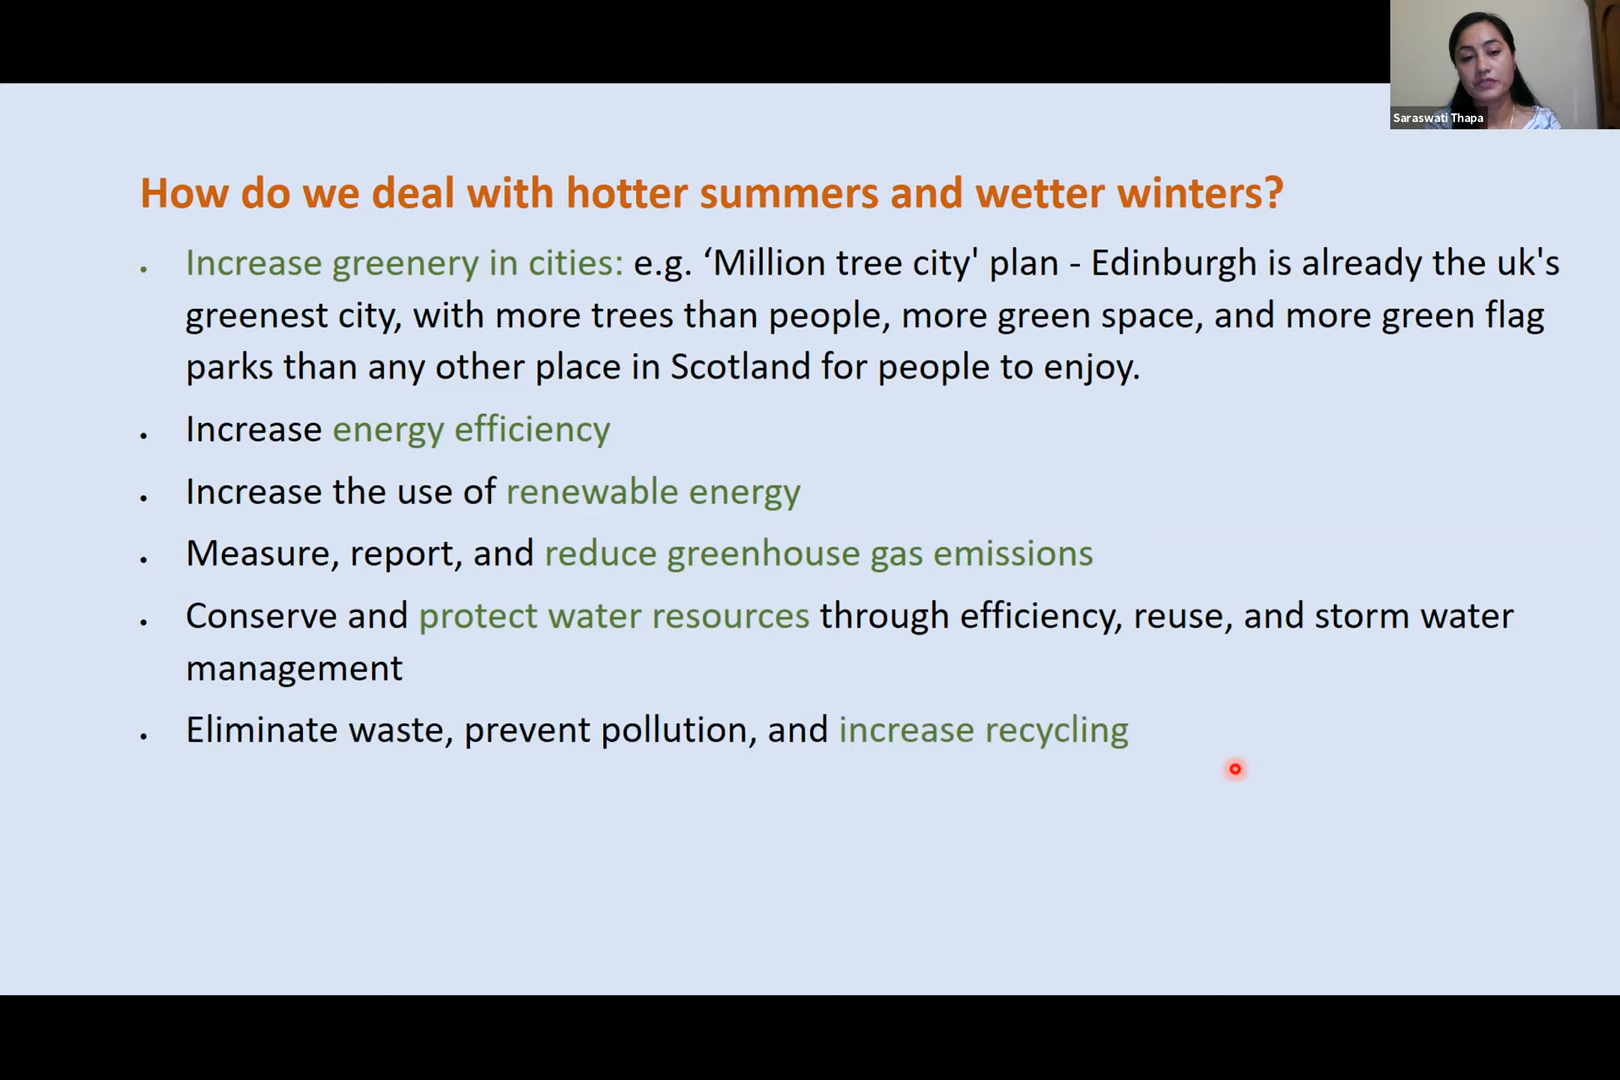 Saraswati Thapa
How do we deal with hotter summers and wetter winters?
• Increase greenery in cities: e.g. ‘Million tree city' plan - Edinburgh is already the uk's
greenest city, with more trees than people, more green space, and more green flag
parks than any other place in Scotland for people to enjoy.
• Increase energy efficiency
• Increase the use of renewable energy
• Measure, report, and reduce greenhouse gas emissions
• Conserve and protect water resources through efficiency, reuse, and storm water
management
• Eliminate waste, prevent pollution, and increase recycling